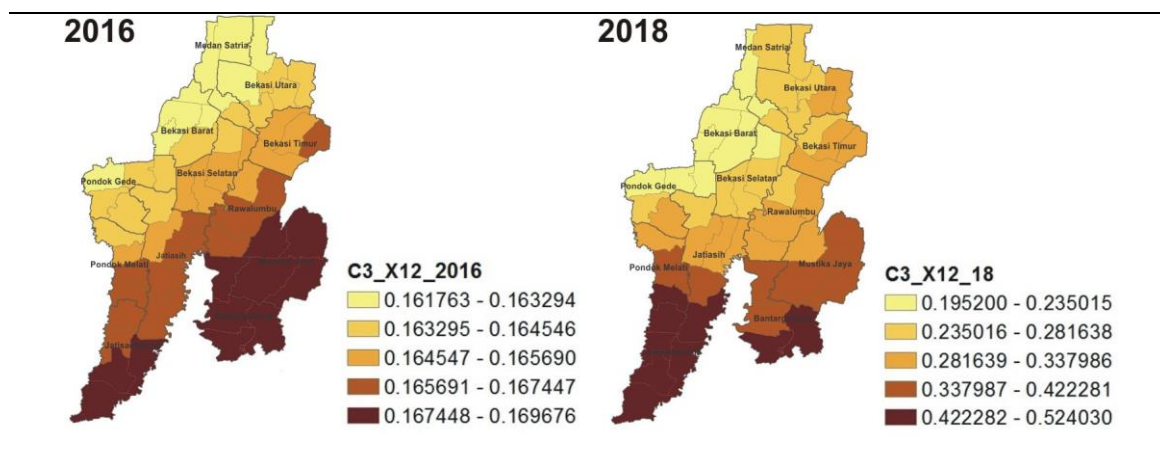 2016
Medan Satria
Bekasi Utara
Bekasi Barat
Bekasi Timur
Bekasi Selatan
Pondok Gede
Rawalumbu
Jatiasih
Pondok Melati
C3_X12_2016
0.161763 - 0.163294
0.163295 - 0.164546
0.164547 - 0.165690
0.165691 - 0.167447
0.167448 - 0.169676
2018
Medan Satria
Bekasi Utara
Bekasi Barat
Bekasi Timur
Bekasi Selatan
Pondok Gede
Rawalumbu
Jatiasih
Pondok Melati
Mustika Jaya
C3_X12_18
0.195200 - 0.235015
0.235016 - 0.281638
0.281639 - 0.337986
0.337987 - 0.422281
0.422282 - 0.524030